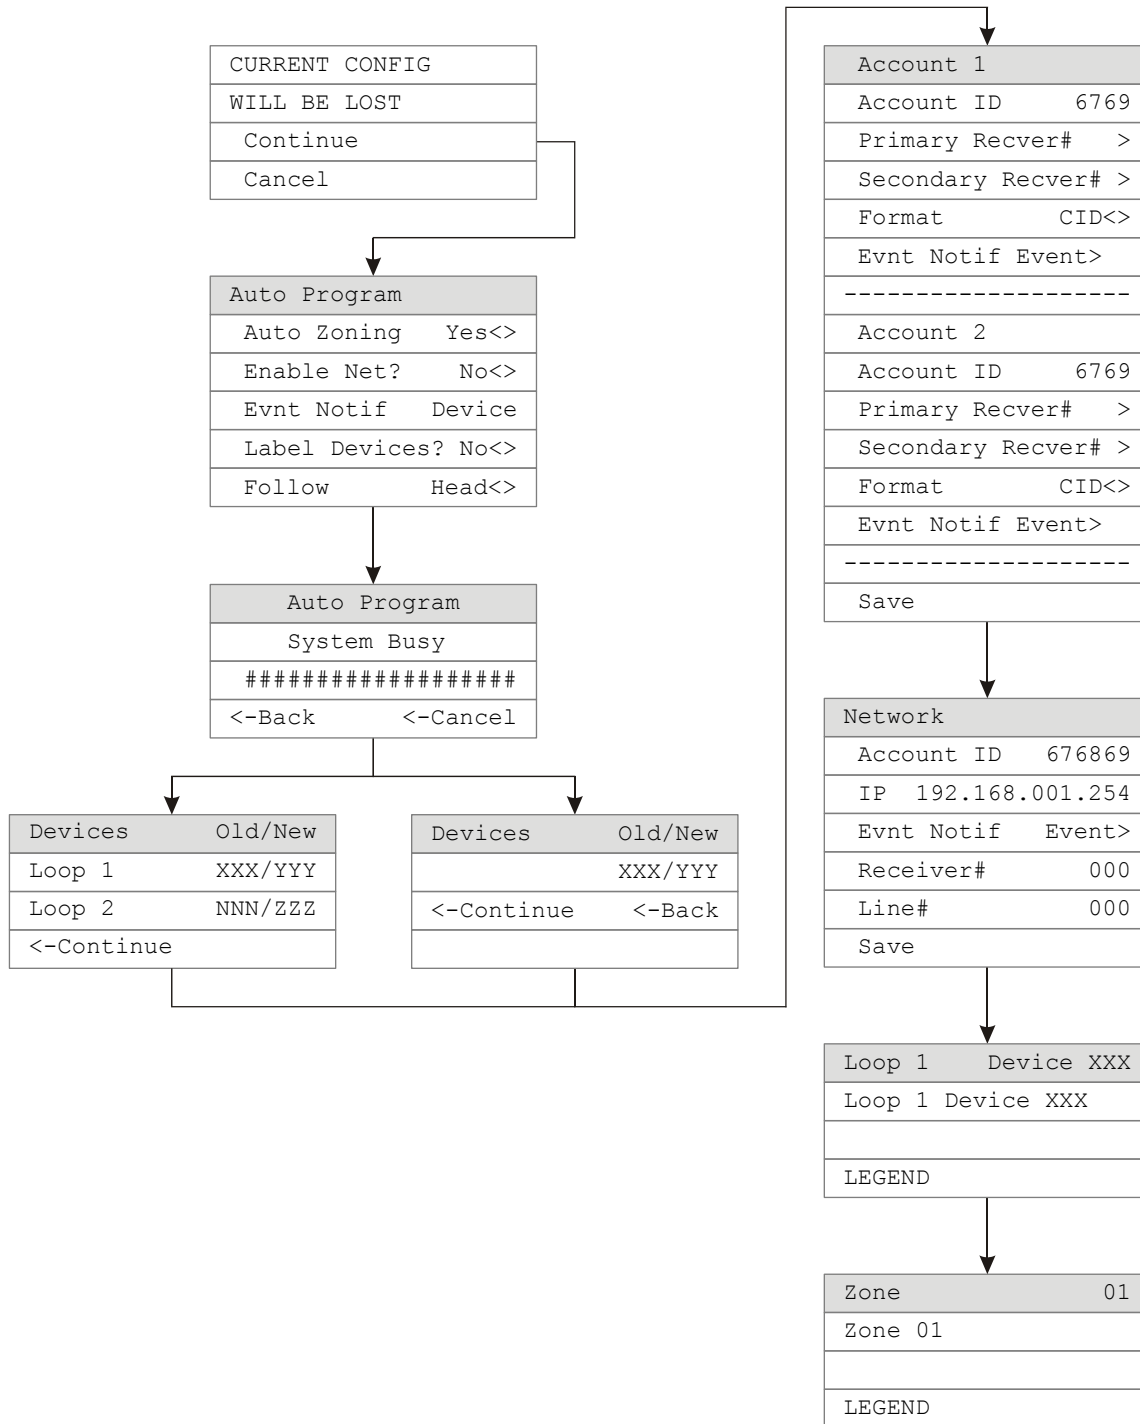 CURRENT CONFIG
WILL BE LOST
Continue
Cancel
Auto Program
Auto Zoning Yes<>
Enable Net? No<>
Evnt Notif Device
Label Devices? No<>
Follow Head<>
Auto Program
System Busy
###################
<-Back <-Cancel
Devices Old/New
Loop 1 XXX/YYY
Loop 2 NNN/ZZZ
<-Continue
Devices Old/New
XXX/YYY
<-Continue <-Back
Account 1
Account ID 6769
Primary Recver# >
Secondary Recver# >
Format CID<>
Evnt Notif Event>
--------------------
Account 2
Account ID 6769
Primary Recver# >
Secondary Recver# >
Format CID<>
Evnt Notif Event>
--------------------
Save
Network
Account ID 676869
IP 192.168.001.254
Evnt Notif Event>
Receiver# 000
Line# 000
Save
Loop 1 Device XXX
Loop 1 Device XXX
LEGEND
Zone 01
Zone 01
LEGEND